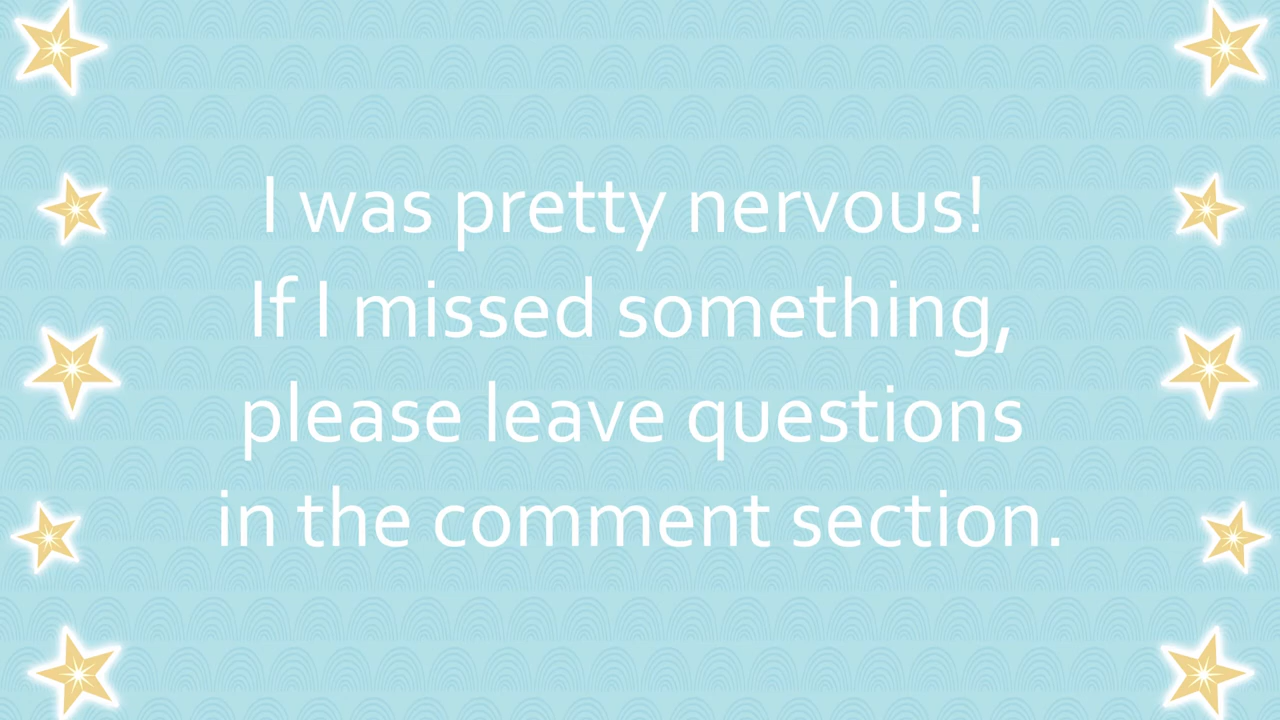 I was pretty nervous!
If I missed something,
please leave questions
in the comment section.